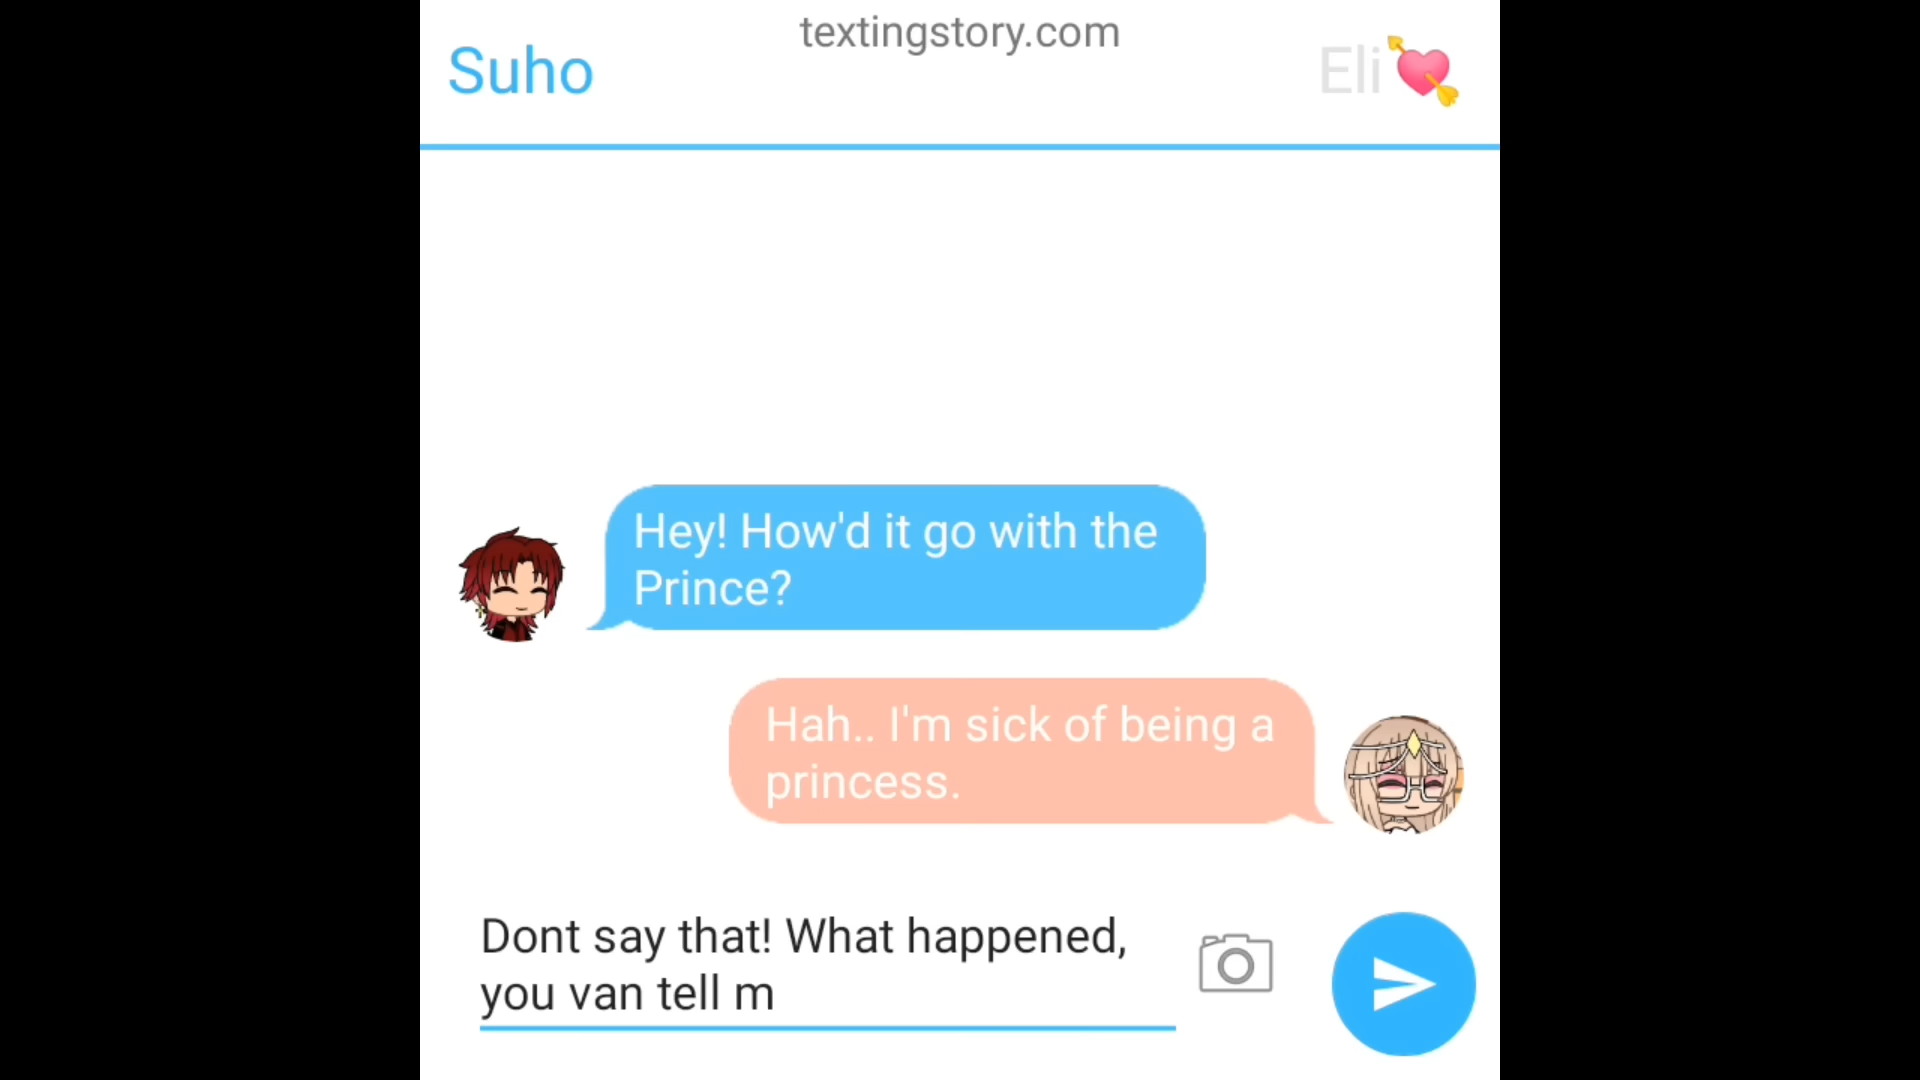 textingstory.com
Suho
Eli💘
Hey! How'd it go with the
Prince?
Hah.. I'm sick of being a
princess.
Dont say that! What happened,
you van tell m